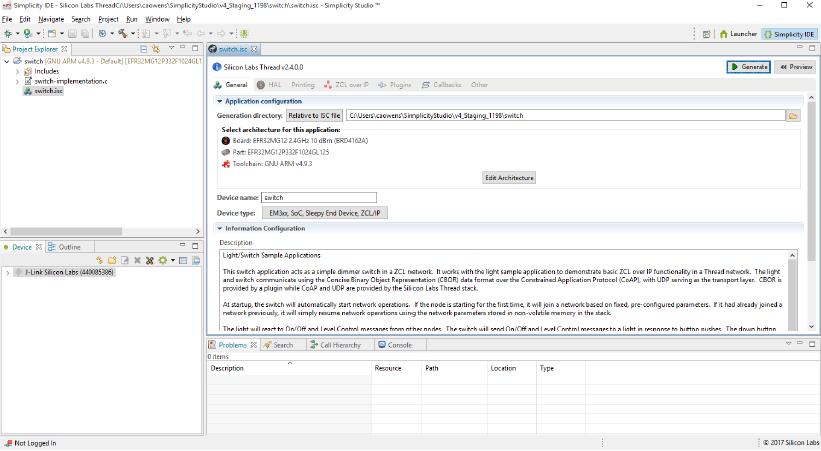 Simplicity IDE - Silicon Labs ThreadC:\Users\caowens\SimplicityStudio\v4_Staging_1198\switch\switch.isc - Simplicity Studio ™
File Edit Navigate Search Project Run Window Help
Launcher Simplicity IDE
Project Explorer
switch [GNU ARM v4.9.3 - Default] [EFR32MG12P332F1024GL1
Includes
switch-implementation.c
switch.isc
switch.isc
Silicon Labs Thread v2.4.0.0
Generate Preview
General HAL Printing ZCL over IP Plugins Callbacks Other
Application configuration
Generation directory: Relative to ISC file C:\Users\caowens\SimplicityStudio\v4_Staging_1198\switch
Select architecture for this application:
Board: EFR32MG12 2.4GHz 10 dBm (BRD4162A)
Part: EFR32MG12P332F1024GL125
Toolchain: GNU ARM v4.9.3
Edit Architecture
Device name: switch
Device type: EM3xx, SoC, Sleepy End Device, ZCL/IP
Information Configuration
Description
Light/Switch Sample Applications
This switch application acts as a simple dimmer switch in a ZCL network. It works with the light sample application to demonstrate basic ZCL over IP functionality in a Thread network. The light
and switch communicate using the Concise Binary Object Representation (CBOR) data format over the Constrained Application Protocol (CoAP), with UDP serving as the transport layer. CBOR is
provided by a plugin while CoAP and UDP are provided by the Silicon Labs Thread stack.
At startup, the switch will automatically start network operations. If the node is starting for the first time, it will join a network based on fixed, pre-configured parameters. If it had already joined a
network previously, it will simply resume network operations using the network parameters stored in non-volatile memory in the stack.
The light will react to On/Off and Level Control messages from other nodes. The switch will send On/Off and Level Control messages to a light in response to button pushes. The down button
Device Outline
J-Link Silicon Labs (440085386)
Problems Search Call Hierarchy Console
0 items
Description Resource Path Location Type
Not Logged In
© 2017 Silicon Labs